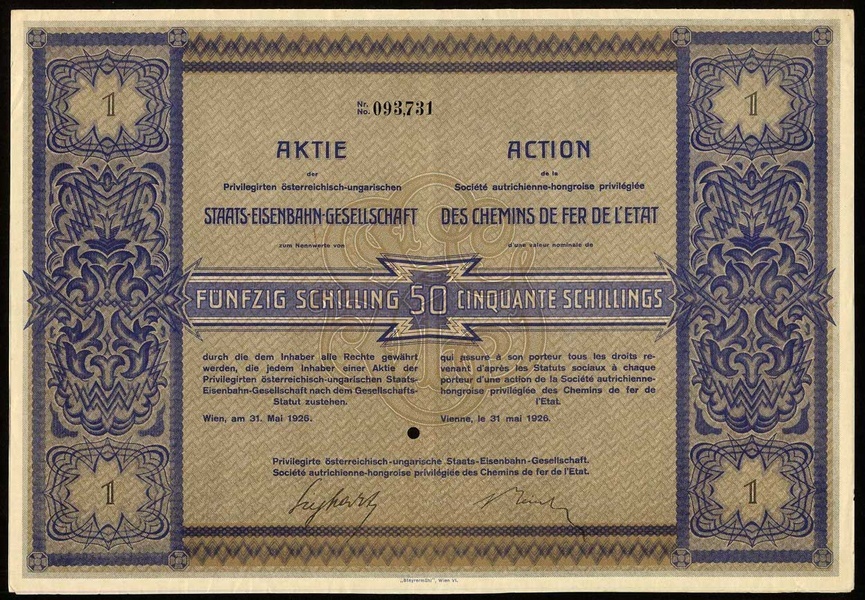 1
1
Nr.
No. 093,731
AKTIE
der
Privilegirten österreichisch-ungarischen
STAATS-EISENBAHN-GESELLSCHAFT
zum Nennwerte von
ACTION
de la
Société autrichienne-hongroise privilégiée
DES CHEMINS DE FER DE L'ETAT
d'une valeur nominale de
FÜNFZIG SCHILLING 50 CINQUANTE SCHILLINGS
durch die dem Inhaber alle Rechte gewährt
werden, die jedem Inhaber einer Aktie der
Privilegirten österreichisch-ungarischen Staats-
Eisenbahn-Gesellschaft nach dem Gesellschafts-
Statut zustehen.
Wien, am 31. Mai 1926.
qui assure à son porteur tous les droits re-
venant d'après les Statuts sociaux à chaque
porteur d'une action de la Société autrichienne-
hongroise privilégiée des Chemins de fer de
l'Etat.
Vienne, le 31 mai 1926.
Privilegirte österreichisch-ungarische Staats-Eisenbahn-Gesellschaft.
Société autrichienne-hongroise privilégiée des Chemins de fer de l'Etat.
1
1
„Steyrermühl", Wien VI.